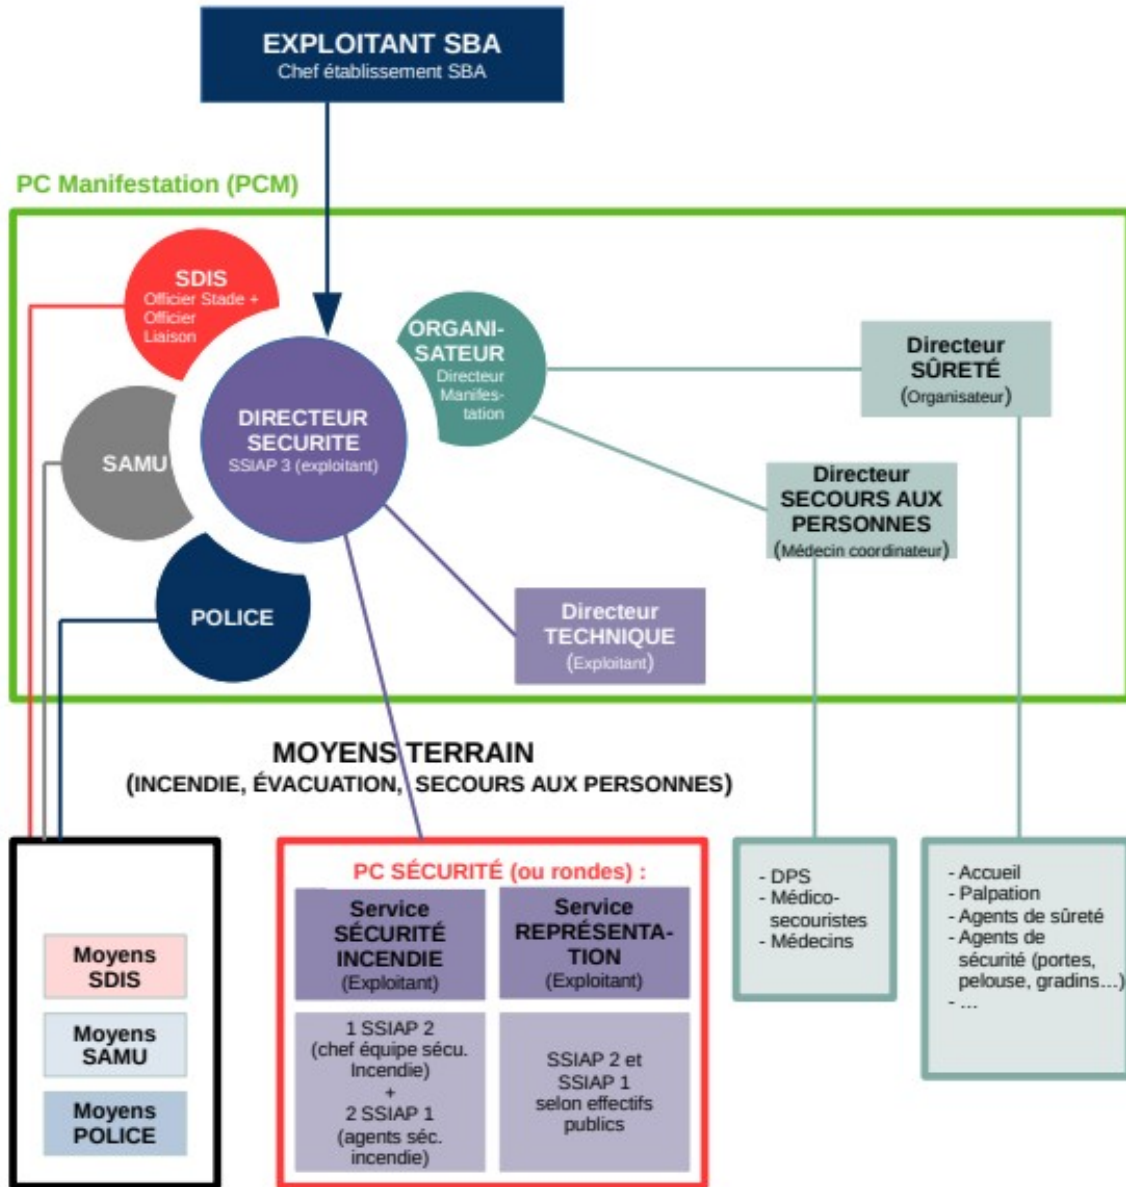 EXPLOITANT SBA
Chef établissement SBA
PC Manifestation (PCM)
SDIS
Officier Stade +
Officier
Liaison
SAMU
POLICE
DIRECTEUR
SECURITE
SSIAP 3 (exploitant)
ORGANI-
SATEUR
Directeur
Manifes-
tation
Directeur
SÛRETÉ
(Organisateur)
Directeur
SECOURS AUX
PERSONNES
(Médecin coordinateur)
Directeur
TECHNIQUE
(Exploitant)
MOYENS TERRAIN
(INCENDIE, ÉVACUATION, SECOURS AUX PERSONNES)
Moyens
SDIS
Moyens
SAMU
Moyens
POLICE
PC SÉCURITÉ (ou rondes) :
Service
SÉCURITÉ
INCENDIE
(Exploitant)
1 SSIAP 2
(chef équipe sécu.
Incendie)
+
2 SSIAP 1
(agents séc.
incendie)
Service
REPRÉSENTA-
TION
(Exploitant)
SSIAP 2 et
SSIAP 1
selon effectifs
publics
- DPS
- Médico-
secouristes
- Médecins
- Accueil
- Palpation
- Agents de sûreté
- Agents de
sécurité (portes,
pelouse, gradins…)
- …